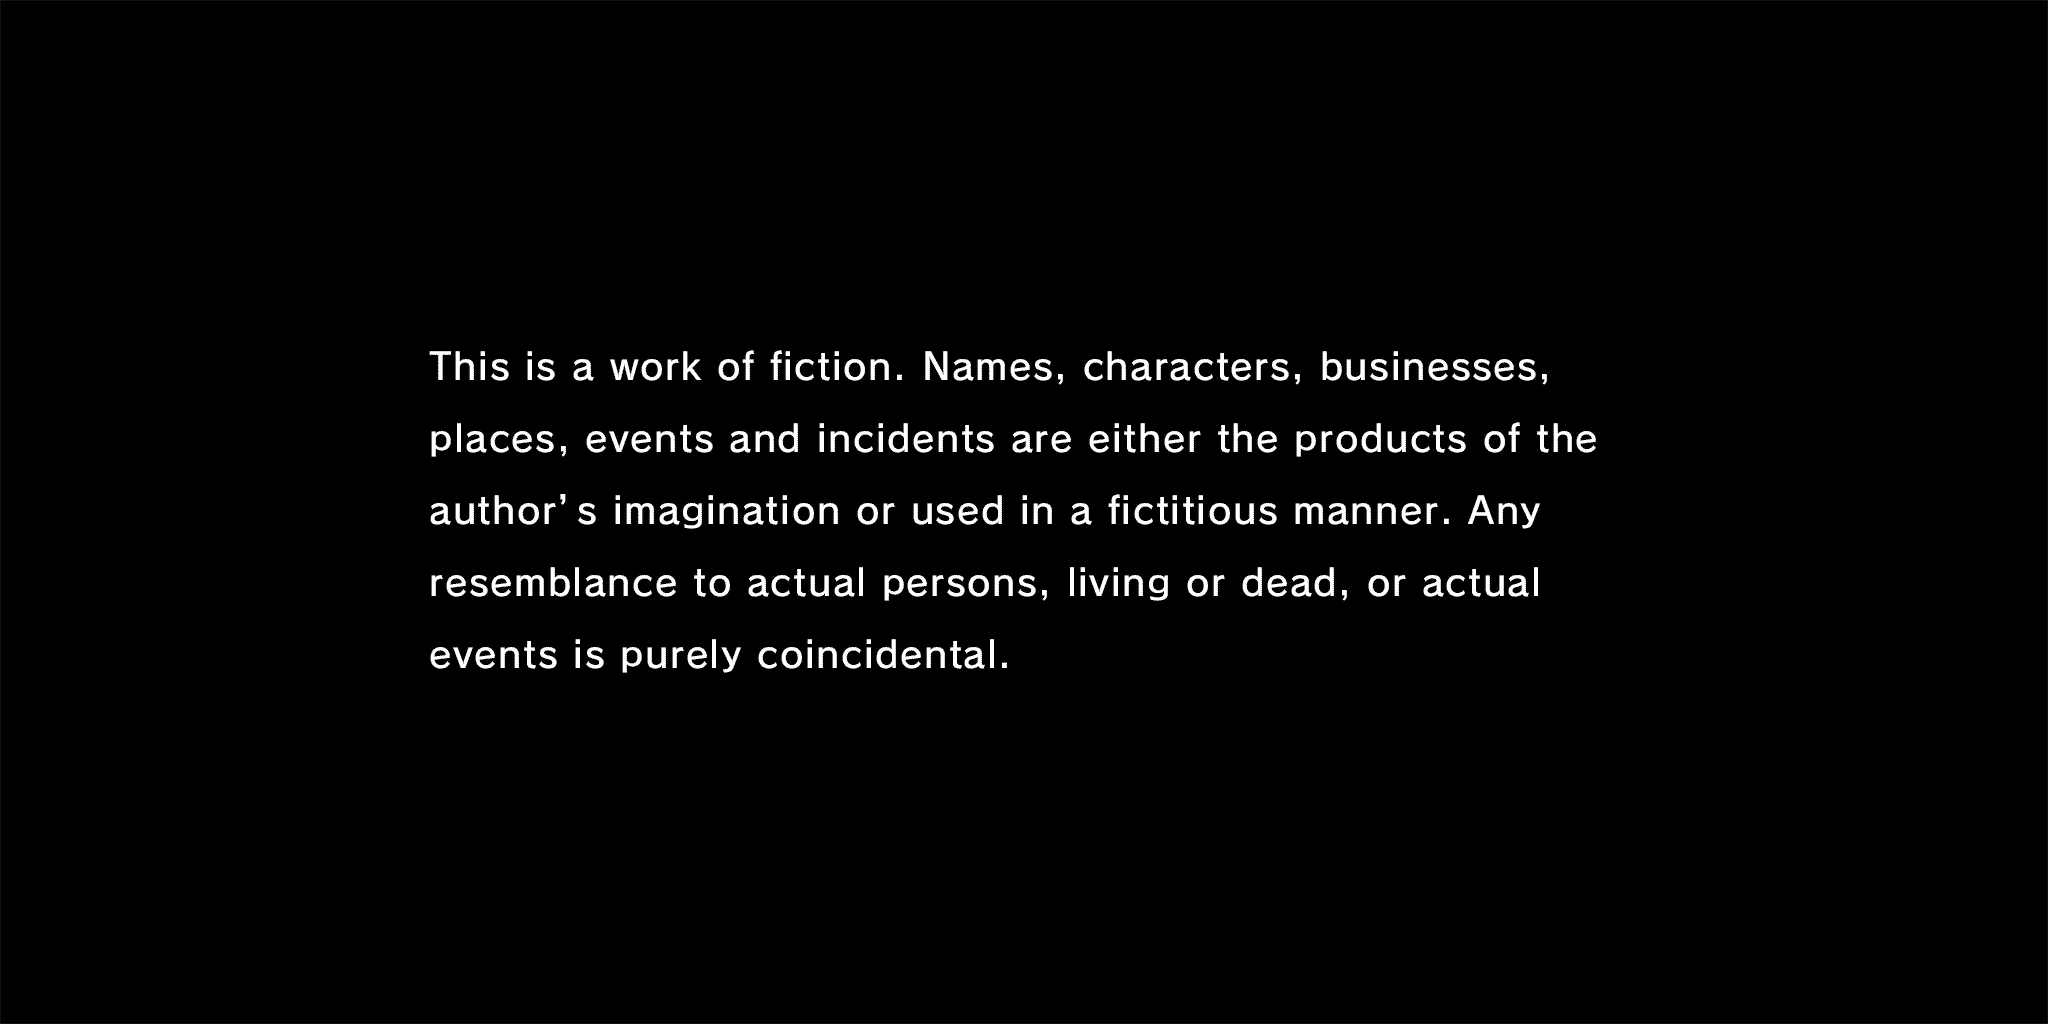 This is a work of fiction. Names, characters, businesses,
places, events and incidents are either the products of the
author’s imagination or used in a fictitious manner. Any
resemblance to actual persons, living or dead, or actual
events is purely coincidental.